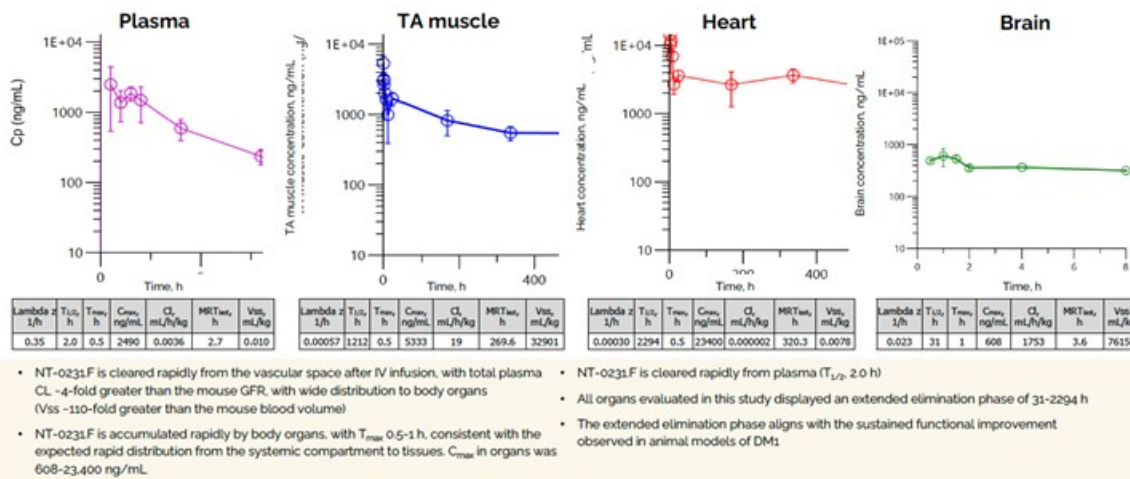 Plasma
TA muscle
Heart
Brain
Cp (ng/mL)
1E+04
1000
100
10
0
Time, h
TA muscle concentration, ng/mL
1E+04
1000
100
10
0
400
Time, h
Heart concentration, ng/mL
1E+04
1000
100
10
0
200
400
Time, h
Brain concentration, ng/mL
1E+05
1E+04
1000
100
10
0
2
4
6
8
Time, h
Lambda z 1/h T1/2, h Tmax, h Cmax, ng/mL Cl, mL/h/kg MRTlast, h Vss, mL/kg
0.35 2.0 0.5 2490 0.0036 2.7 0.010
Lambda z 1/h T1/2, h Tmax, h Cmax, ng/mL Cl, mL/h/kg MRTlast, h Vss, mL/kg
0.00057 1212 0.5 5333 19 269.6 32901
Lambda z 1/h T1/2, h Tmax, h Cmax, ng/mL Cl, mL/h/kg MRTlast, h Vss, mL/kg
0.00030 2294 0.5 23400 0.000002 320.3 0.0078
Lambda z 1/h T1/2, h Tmax, h Cmax, ng/mL Cl, mL/h/kg MRTlast, h Vss, mL/kg
0.023 31 1 608 1753 3.6 7615
• NT-0231.F is cleared rapidly from the vascular space after IV infusion, with total plasma
CL ~4-fold greater than the mouse GFR, with wide distribution to body organs
(Vss ~110-fold greater than the mouse blood volume)
• NT-0231.F is accumulated rapidly by body organs, with Tmax 0.5-1 h, consistent with the
expected rapid distribution from the systemic compartment to tissues. Cmax in organs was
608-23,400 ng/mL
• NT-0231.F is cleared rapidly from plasma (T1/2, 2.0 h)
• All organs evaluated in this study displayed an extended elimination phase of 31-2294 h
• The extended elimination phase aligns with the sustained functional improvement
observed in animal models of DM1